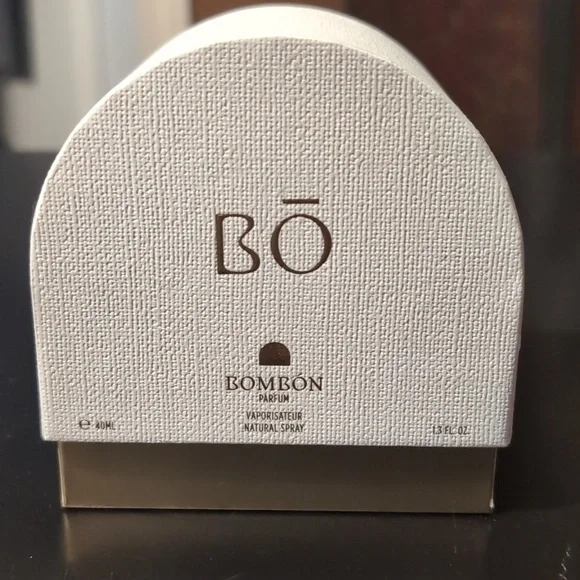 BŌ
BOMBÓN
PARFUM
VAPORISATEUR
℮ 40ML NATURAL SPRAY 1.3 FL. OZ.